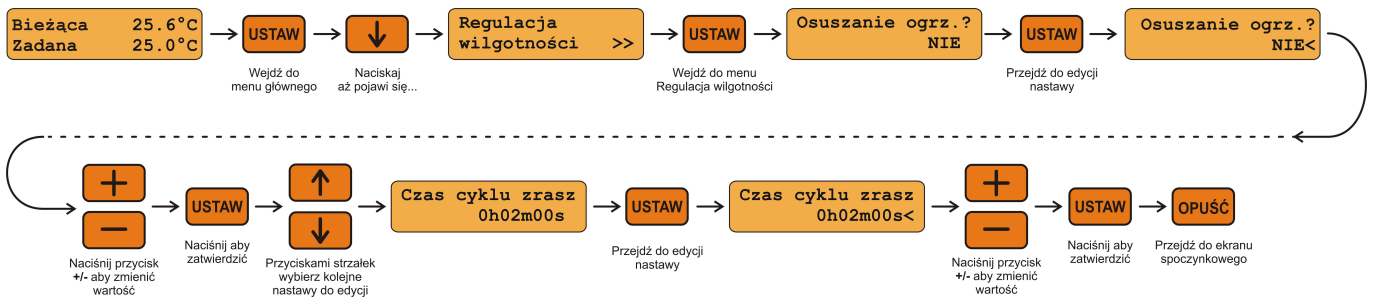 Bieżąca 25.6°C
Zadana 25.0°C
USTAW
Wejdź do
menu głównego
Naciskaj
aż pojawi się...
Regulacja
wilgotności >>
USTAW
Wejdź do menu
Regulacja wilgotności
Osuszanie ogrz.?
NIE
USTAW
Przejdź do edycji
nastawy
Osuszanie ogrz.?
NIE<
Naciśnij przycisk
+/- aby zmienić
wartość
USTAW
Naciśnij aby
zatwierdzić
Przyciskami strzałek
wybierz kolejne
nastawy do edycji
Czas cyklu zrasz
0h02m00s
USTAW
Przejdź do edycji
nastawy
Czas cyklu zrasz
0h02m00s<
Naciśnij przycisk
+/- aby zmienić
wartość
USTAW
Naciśnij aby
zatwierdzić
OPUŚĆ
Przejdź do ekranu
spoczynkowego